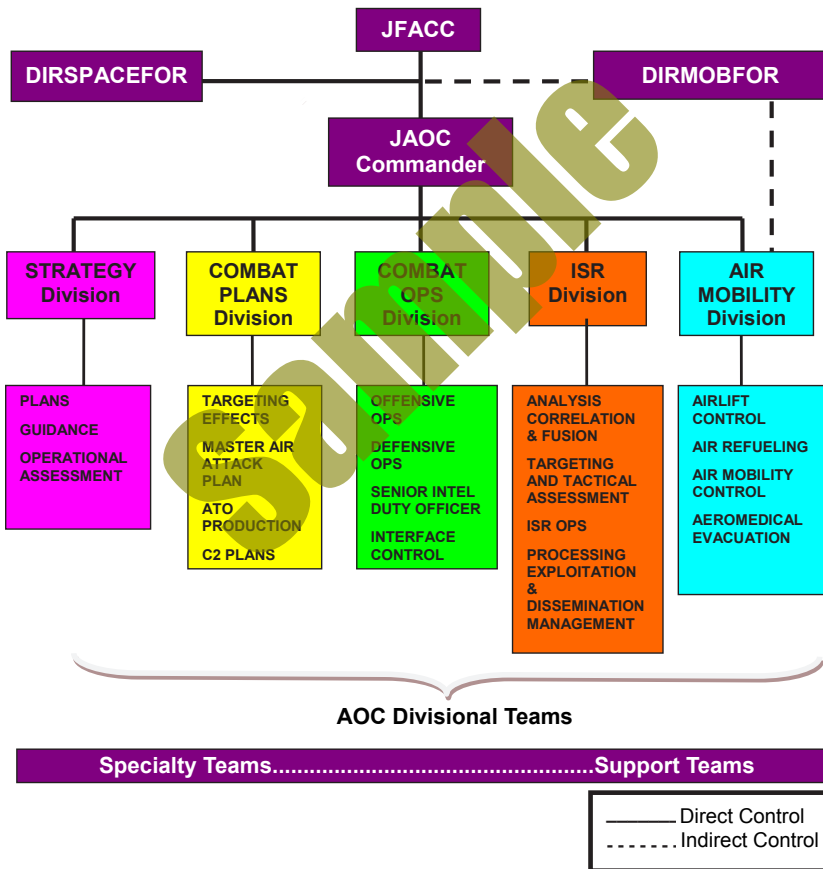 JFACC
DIRSPACEFOR
DIRMOBFOR
JAOC
Commander
STRATEGY
Division
COMBAT
PLANS
Division
COMBAT
OPS
Division
ISR
Division
AIR
MOBILITY
Division
PLANS
GUIDANCE
OPERATIONAL
ASSESSMENT
TARGETING
EFFECTS
MASTER AIR
ATTACK
PLAN
ATO
PRODUCTION
C2 PLANS
OFFENSIVE
OPS
DEFENSIVE
OPS
SENIOR INTEL
DUTY OFFICER
INTERFACE
CONTROL
ANALYSIS
CORRELATION
& FUSION
TARGETING
AND TACTICAL
ASSESSMENT
ISR OPS
PROCESSING
EXPLOITATION
&
DISSEMINATION
MANAGEMENT
AIRLIFT
CONTROL
AIR REFUELING
AIR MOBILITY
CONTROL
AEROMEDICAL
EVACUATION
Sample
AOC Divisional Teams
Specialty Teams......................................................Support Teams
Direct Control
Indirect Control